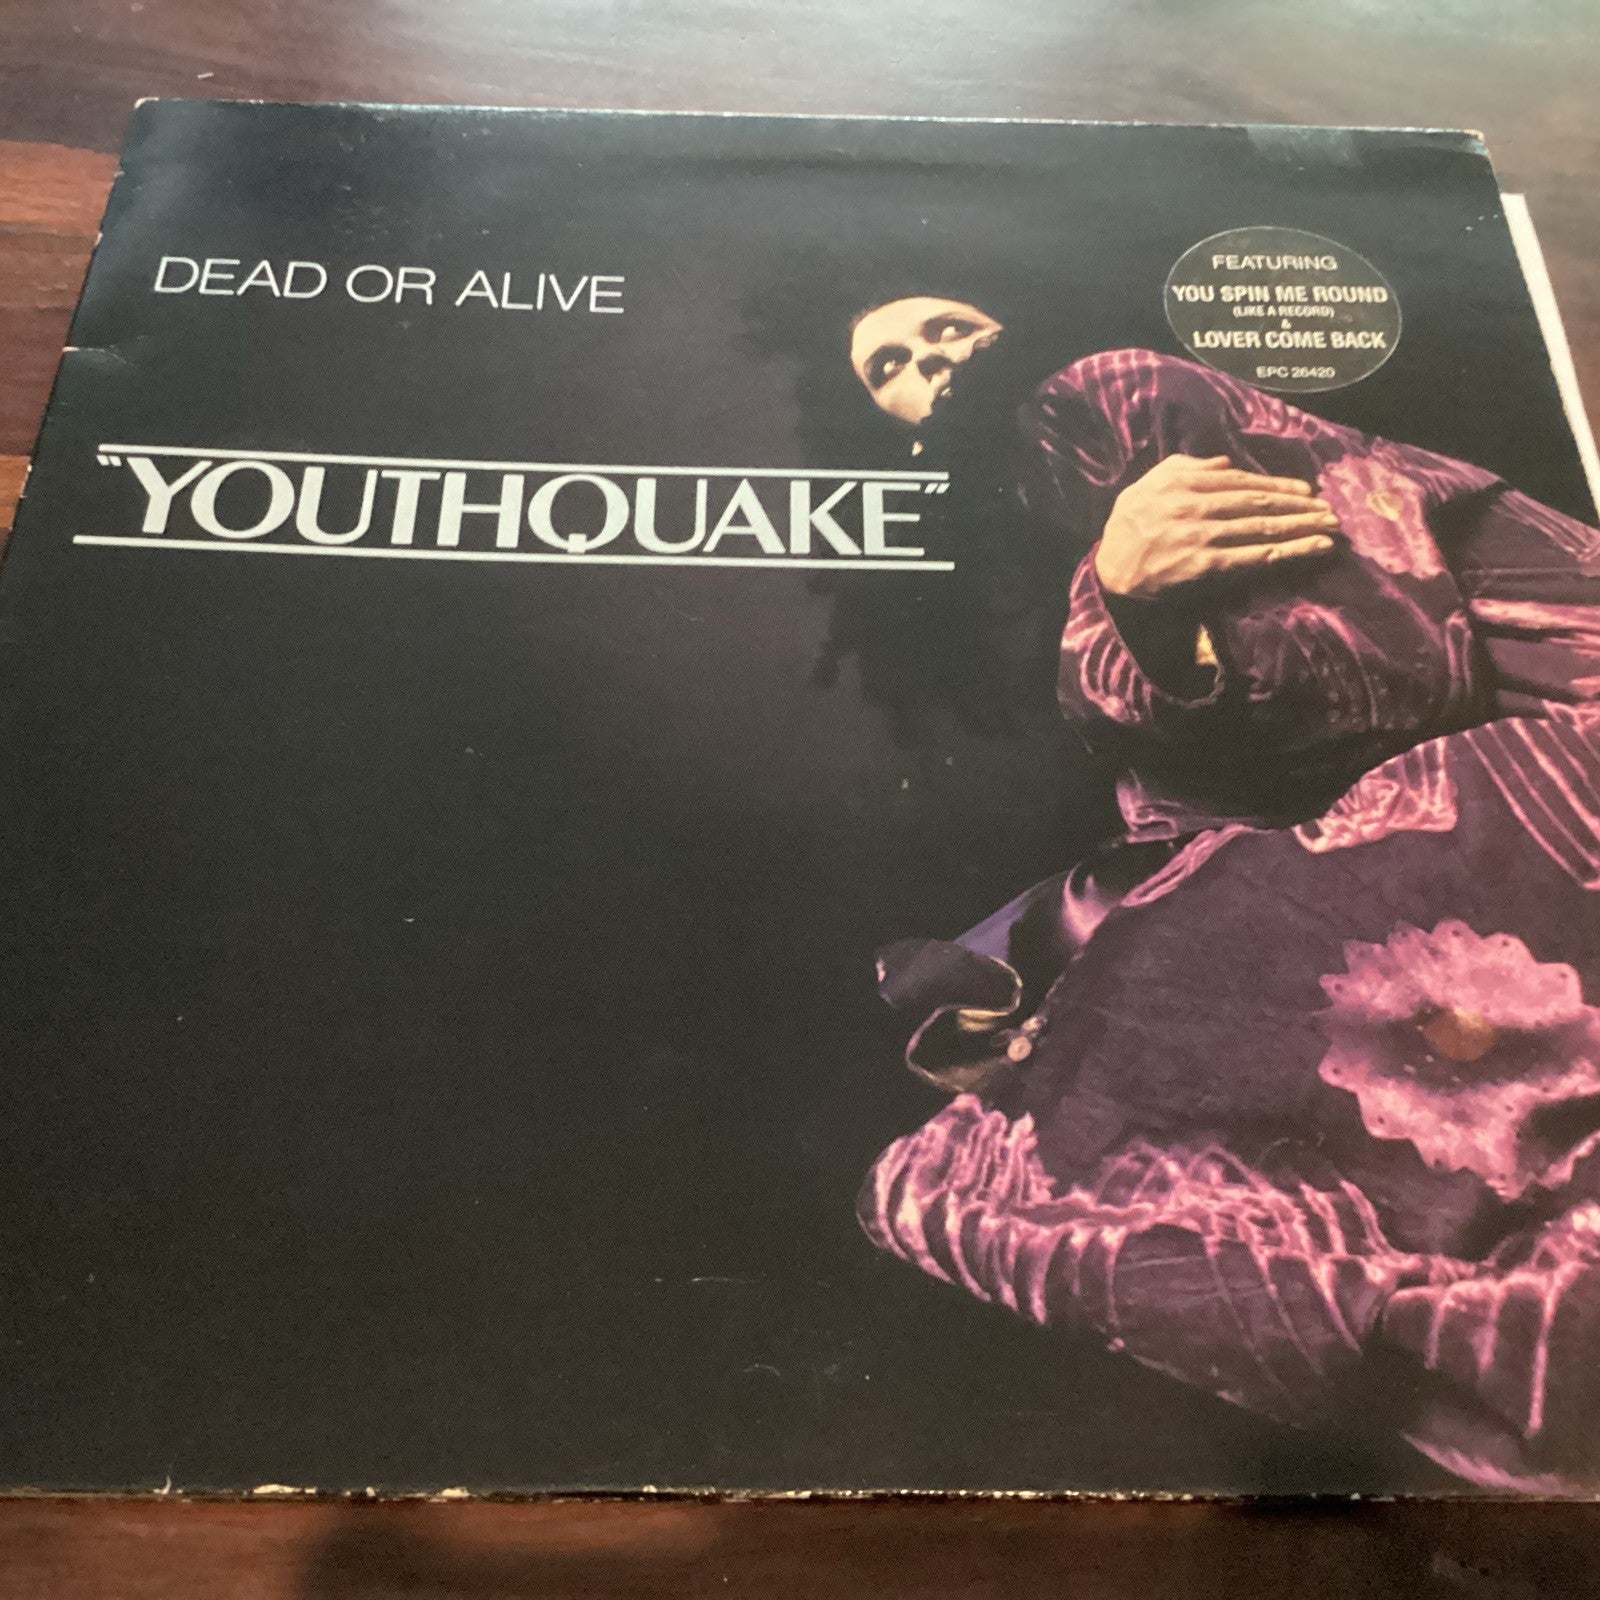 DEAD OR ALIVE
"YOUTHQUAKE"
FEATURING
YOU SPIN ME ROUND
(LIKE A RECORD)
&
LOVER COME BACK
EPC 26420